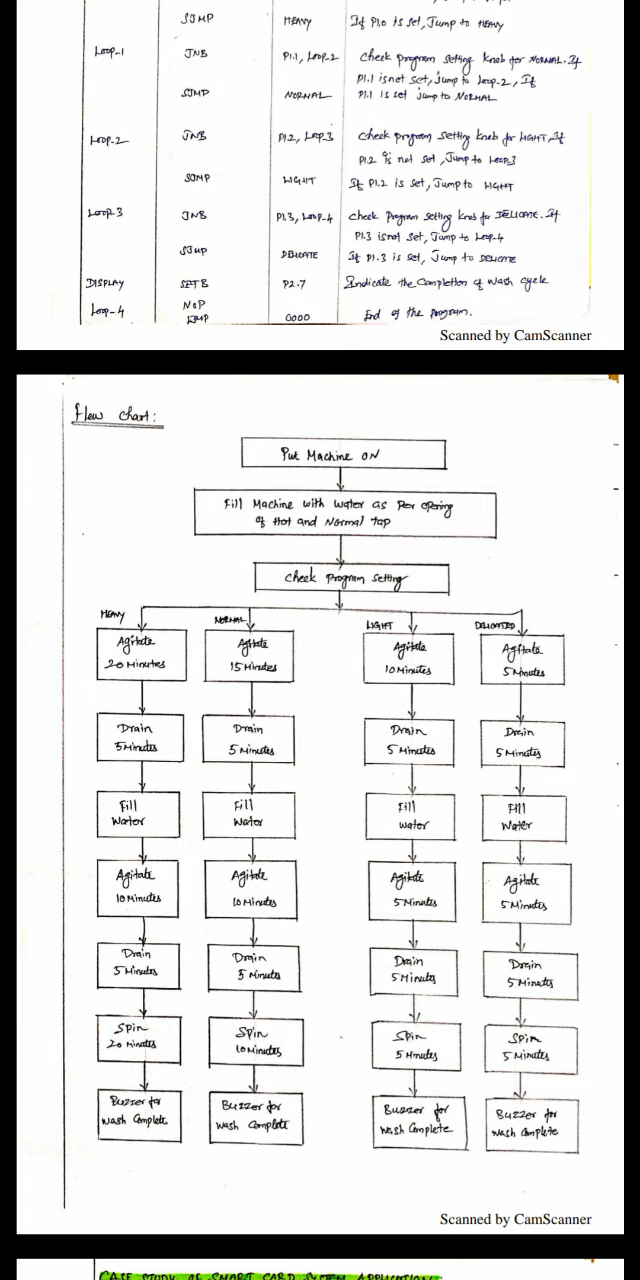 SJMP HEAVY If P1.0 is set, Jump to HEAVY
Loop-1 JNB P1.1, Loop-2 Check program setting knob for NORMAL. If
P1.1 is not set, jump to Loop-2, If
SJMP NORMAL P1.1 is set jump to NORMAL
Loop-2 JNB P1.2, Loop-3 Check program setting knob for LIGHT. If
P1.2 is not set, Jump to Loop3
SJMP LIGHT If P1.2 is set, Jump to LIGHT
Loop-3 JNB P1.3, Loop-4 check Program setting knob for DELICATE. If
P1.3 is not set, Jump to Loop-4
SJMP DELICATE If P1.3 is set, Jump to DELICATE
DISPLAY SETB P2.7 Indicate the Completion of Wash cycle
Loop-4 NOP
LJMP 0000 End of the program.
Scanned by CamScanner
Flow chart:
Put Machine ON
Fill Machine with water as Per opening
of Hot and Normal tap
Check program setting
HEAVY NORMAL LIGHT DELICATED
Agitate Agitate Agitate Agitate
20 Minutes 15 Minutes 10 Minutes 5 Minutes
Drain Drain Drain Drain
5 Minutes 5 Minutes 5 Minutes 5 Minutes
Fill Fill Fill Fill
Water Water water Water
Agitate Agitate Agitate Agitate
10 Minutes 10 Minutes 5 Minutes 5 Minutes
Drain Drain Drain Drain
5 Minutes 5 Minutes 5 Minutes 5 Minutes
Spin Spin Spin Spin
20 Minutes 10 Minutes 5 Minutes 5 Minutes
Buzzer for Buzzer for Buzzer for Buzzer for
wash Complete wash Complete wash Complete wash Complete
Scanned by CamScanner
CASE STUDY OF SMART CARD SYSTEM APPLICATION: